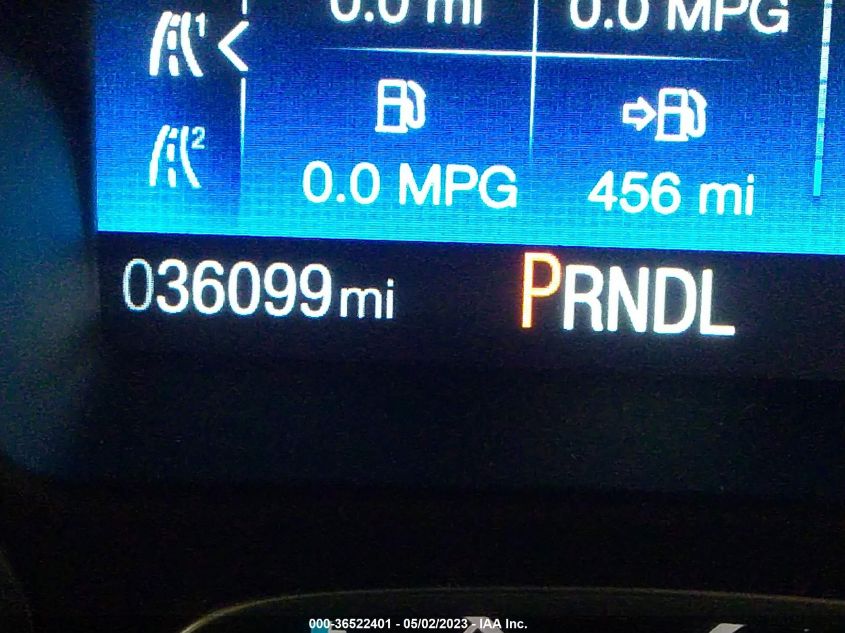 0.0 mi 0.0 MPG
1
2
0.0 MPG 456 mi
036099 mi PRNDL
000-36522401 - 05/02/2023 - IAA Inc.